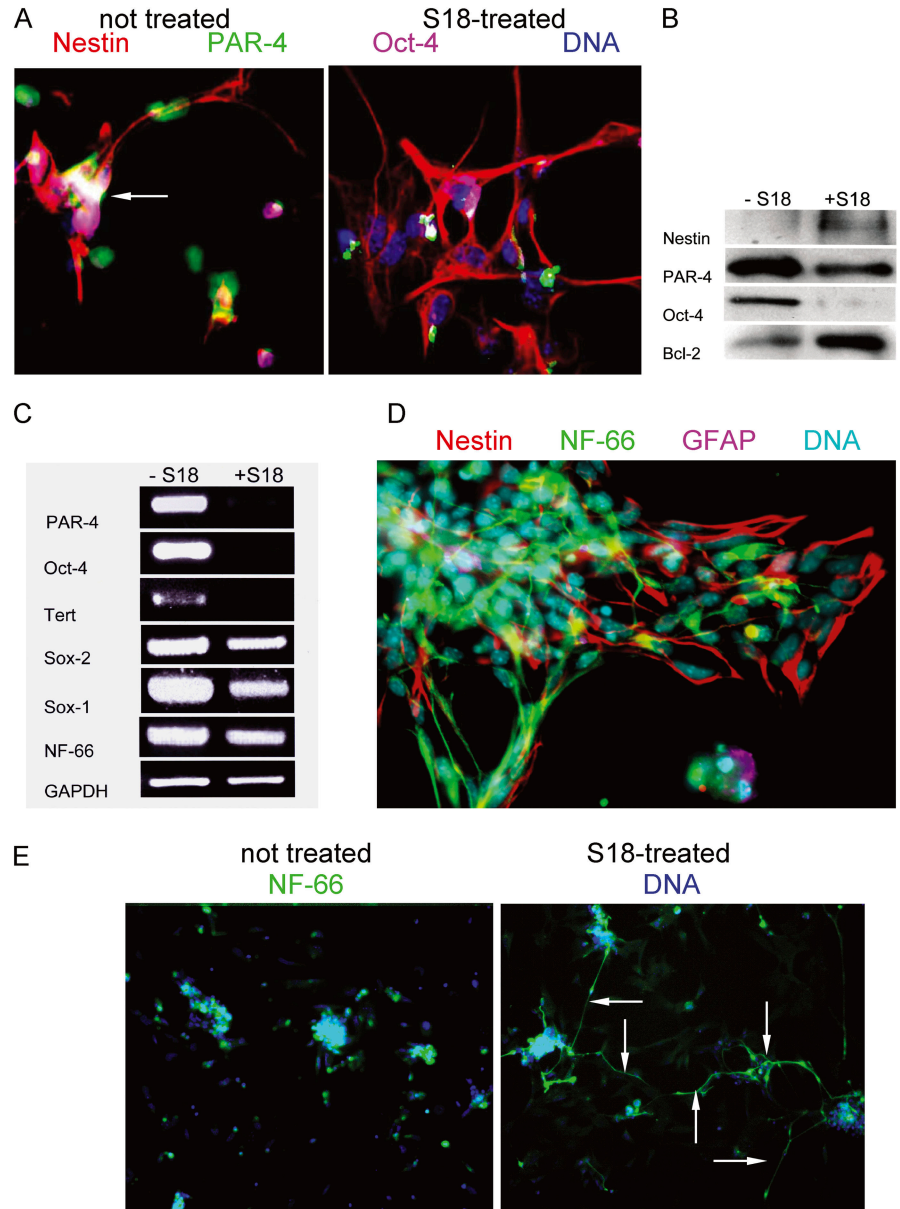 A
not treated
S18-treated
Nestin PAR-4 Oct-4 DNA
B
- S18 +S18
Nestin
PAR-4
Oct-4
Bcl-2
C
- S18 +S18
PAR-4
Oct-4
Tert
Sox-2
Sox-1
NF-66
GAPDH
D
Nestin NF-66 GFAP DNA
E
not treated
S18-treated
NF-66 DNA